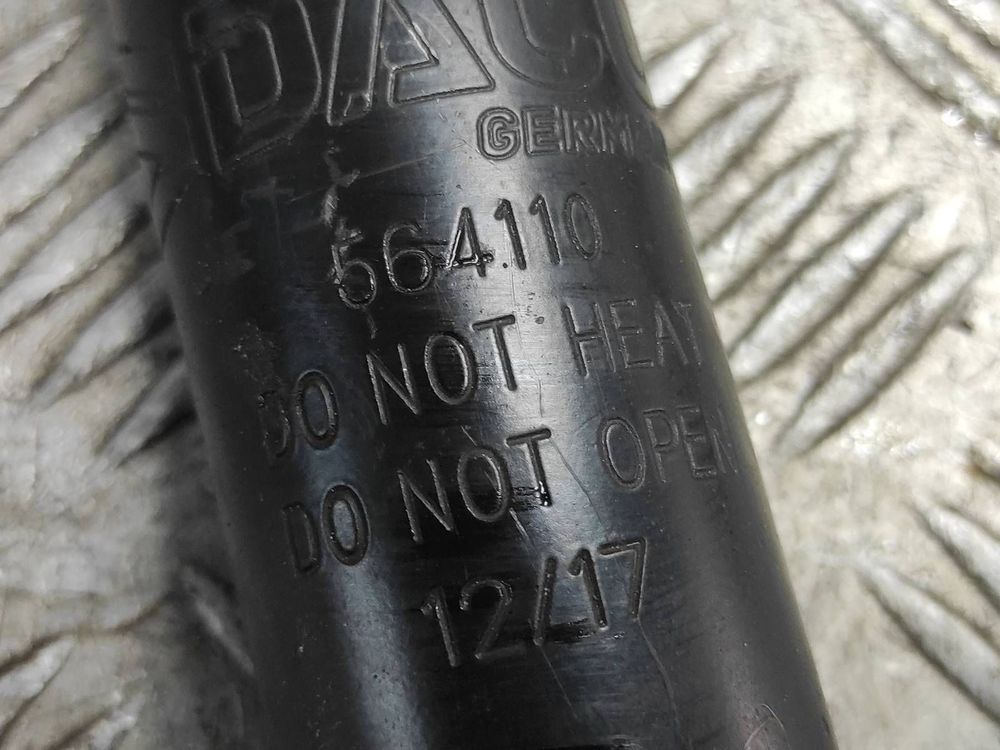 564110
DO NOT HEAT
DO NOT OPEN
12/17